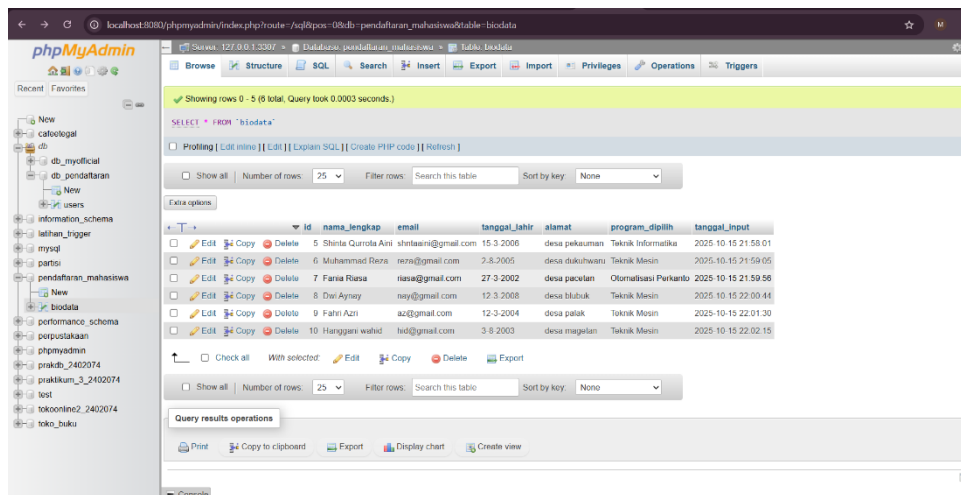 localhost:8080/phpmyadmin/index.php?route=/sql&pos=0&db=pendaftaran_mahasiswa&table=biodata
M
phpMyAdmin
Recent Favorites
New
cafeetegal
db
db_myofficial
db_pendaftaran
New
users
information_schema
latihan_trigger
mysql
partisi
pendaftaran_mahasiswa
New
biodata
performance_schema
perpustakaan
phpmyadmin
prakdb_2402074
praktikum_3_2402074
test
tokoonline2_2402074
toko_buku
Server: 127.0.0.1:3307 » Database: pendaftaran_mahasiswa » Table: biodata
Browse Structure SQL Search Insert Export Import Privileges Operations Triggers
Showing rows 0 - 5 (6 total, Query took 0.0003 seconds.)
SELECT * FROM `biodata`
Profiling [ Edit inline ] [ Edit ] [ Explain SQL ] [ Create PHP code ] [ Refresh ]
Show all Number of rows: 25 Filter rows: Search this table Sort by key: None
Extra options
id nama_lengkap email tanggal_lahir alamat program_dipilih tanggal_input
Edit Copy Delete 5 Shinta Qurrota Aini shntaaini@gmail.com 15-3-2006 desa pekauman Teknik Informatika 2025-10-15 21:58:01
Edit Copy Delete 6 Muhammad Reza reza@gmail.com 2-8-2005 desa dukuhwaru Teknik Mesin 2025-10-15 21:59:05
Edit Copy Delete 7 Fania Riasa riasa@gmail.com 27-3-2002 desa pacetan Otomatisasi Perkanto 2025-10-15 21:59:56
Edit Copy Delete 8 Dwi Aynay nay@gmail.com 12-3-2008 desa blubuk Teknik Mesin 2025-10-15 22:00:44
Edit Copy Delete 9 Fahri Azri az@gmail.com 12-3-2004 desa palak Teknik Mesin 2025-10-15 22:01:30
Edit Copy Delete 10 Hanggani wahid hid@gmail.com 3-8-2003 desa magelan Teknik Mesin 2025-10-15 22:02:15
Check all With selected: Edit Copy Delete Export
Show all Number of rows: 25 Filter rows: Search this table Sort by key: None
Query results operations
Print Copy to clipboard Export Display chart Create view
Console